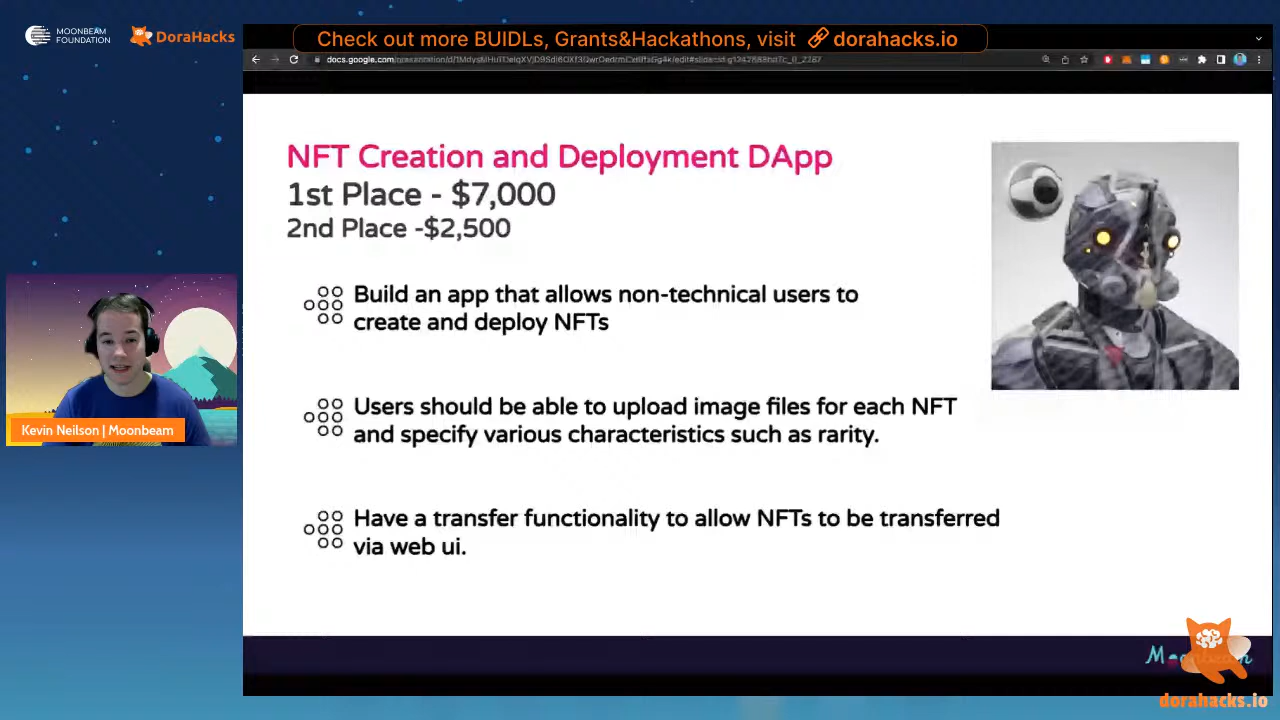 MOONBEAM
FOUNDATION
DoraHacks
Check out more BUIDLs, Grants&Hackathons, visit dorahacks.io
docs.google.com
NFT Creation and Deployment DApp
1st Place - $7,000
2nd Place -$2,500
Build an app that allows non-technical users to
create and deploy NFTs
Users should be able to upload image files for each NFT
and specify various characteristics such as rarity.
Have a transfer functionality to allow NFTs to be transferred
via web ui.
Kevin Neilson | Moonbeam
dorahacks.io